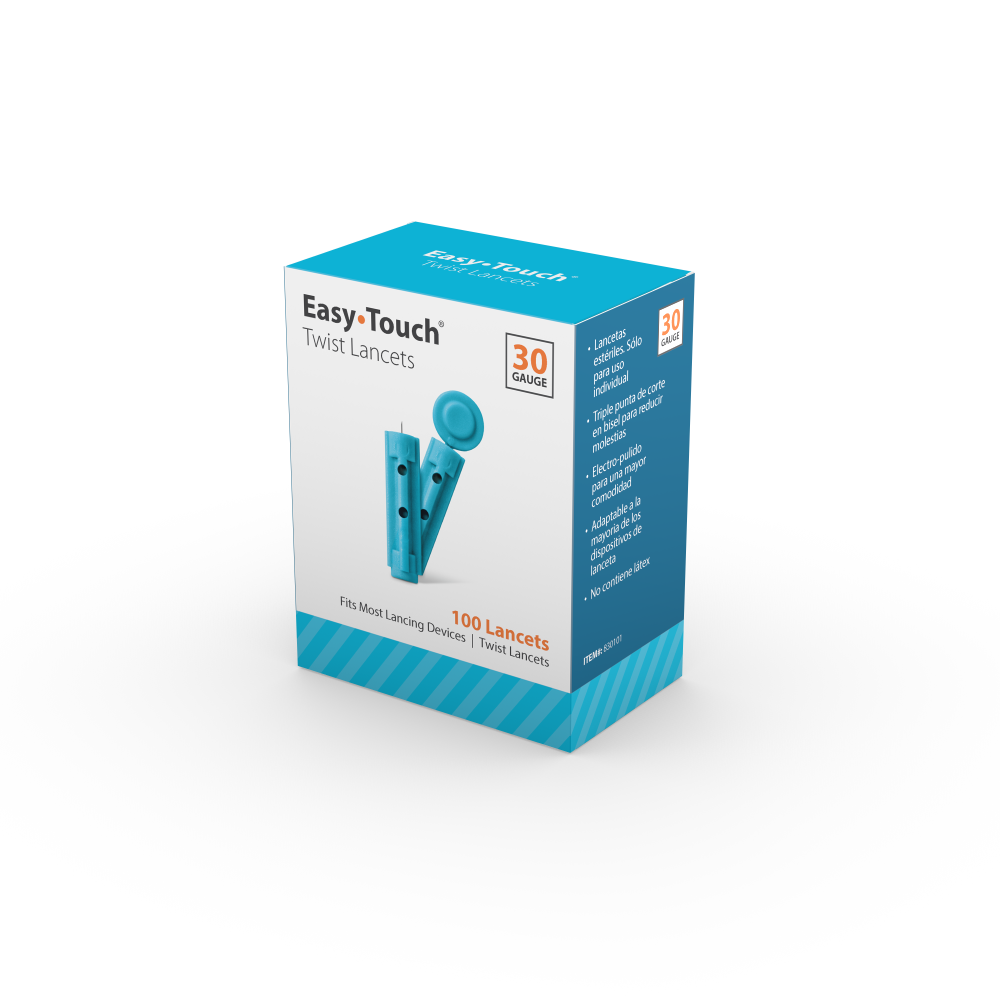 Easy•Touch®
Twist Lancets
Easy•Touch®
Twist Lancets
30
GAUGE
100 Lancets
Fits Most Lancing Devices | Twist Lancets
30
GAUGE
• Lancetas
estériles. Sólo
para uso
individual
• Triple punta de corte
en bisel para reducir
molestias
• Electro-pulido
para una mayor
comodidad
• Adaptable a la
mayoría de los
dispositivos de
lanceta
• No contiene látex
ITEM#: 830101